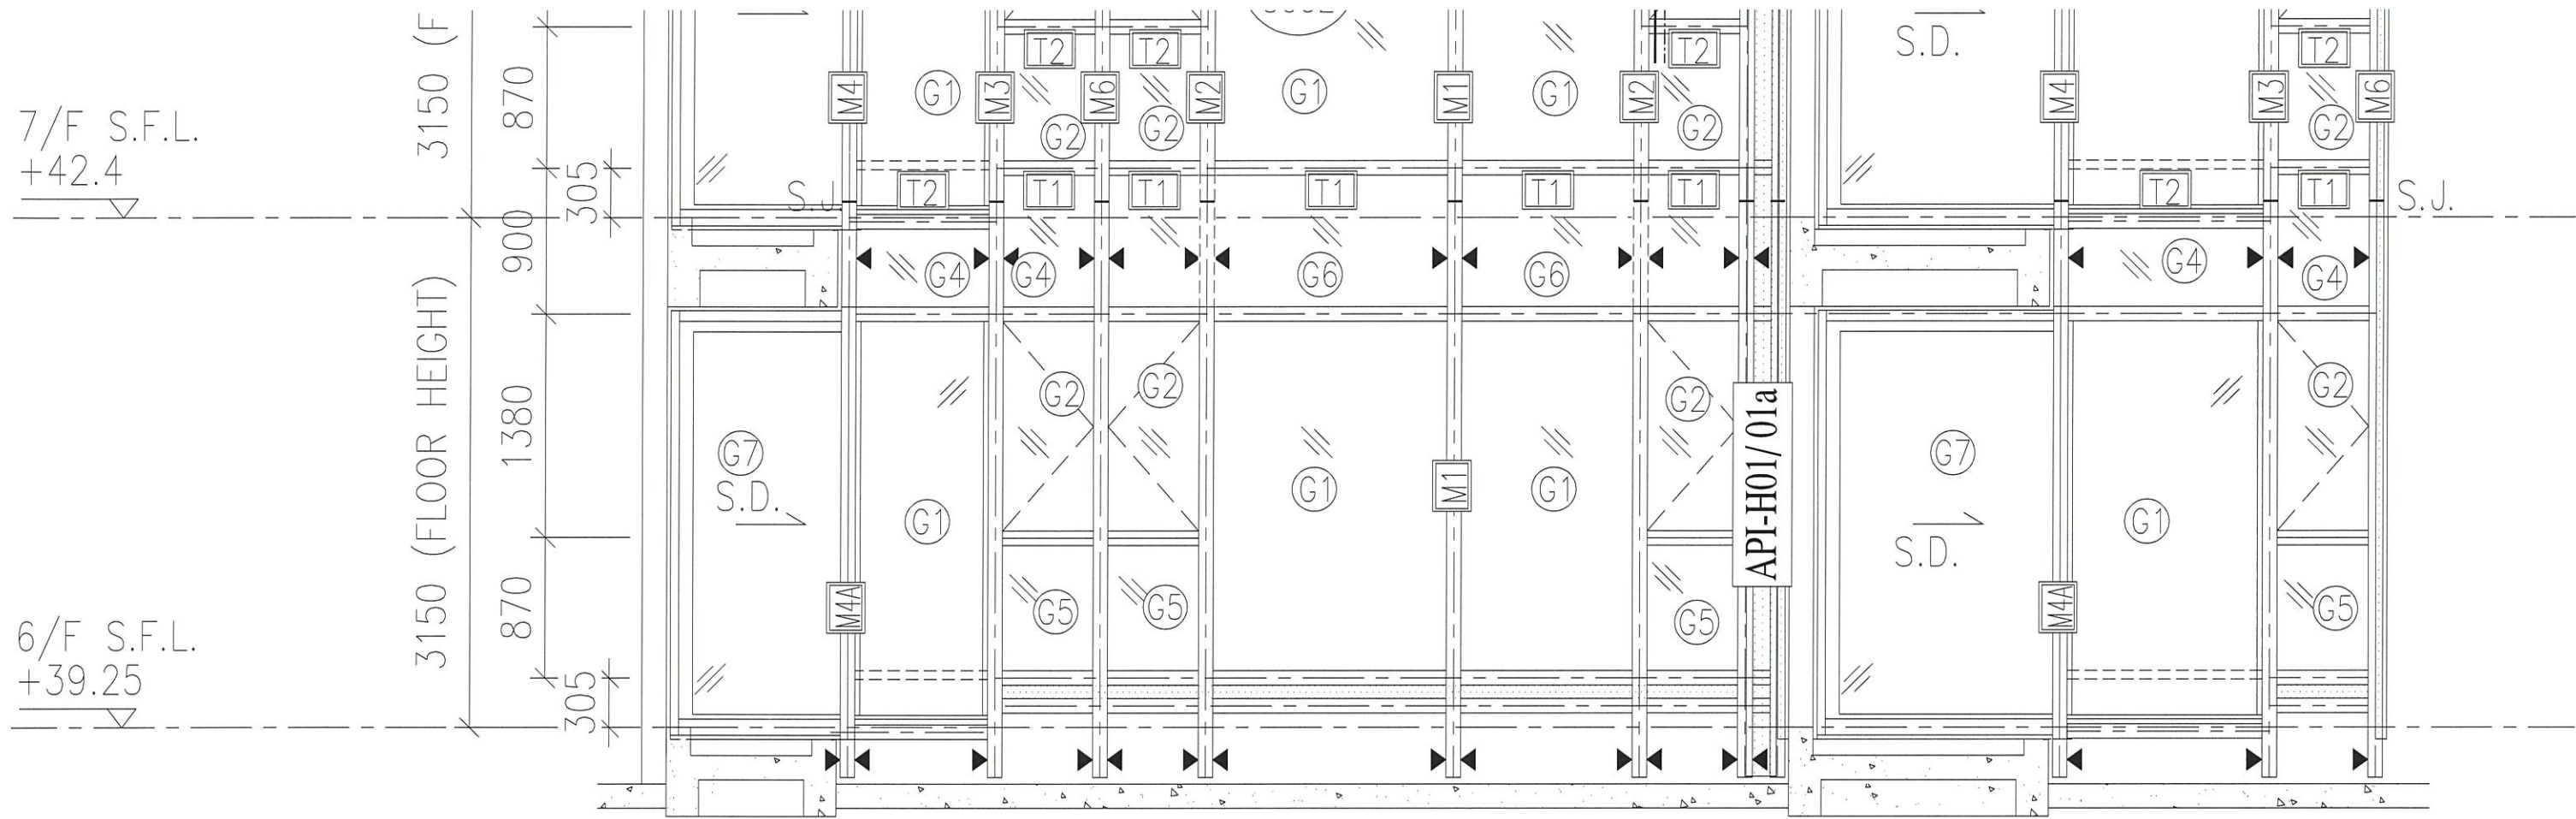 3150 (F
870
S.D.
T2
T2
T2
T2
M4
G1
M3
M6
M2
G1
M1
G1
M2
M4
M3
M6
G2
G2
G2
G2
7/F S.F.L.
+42.4
305
S.J
T2
T1
T1
T1
T1
T1
T2
T1
S.J.
900
G4
G4
G6
G6
G4
G4
3150 (FLOOR HEIGHT)
1380
G2
G2
G2
G2
G7
S.D.
G1
G1
M1
G1
API-H01/ 01a
G7
S.D.
G1
870
M4A
G5
G5
G5
M4A
G5
6/F S.F.L.
+39.25
305